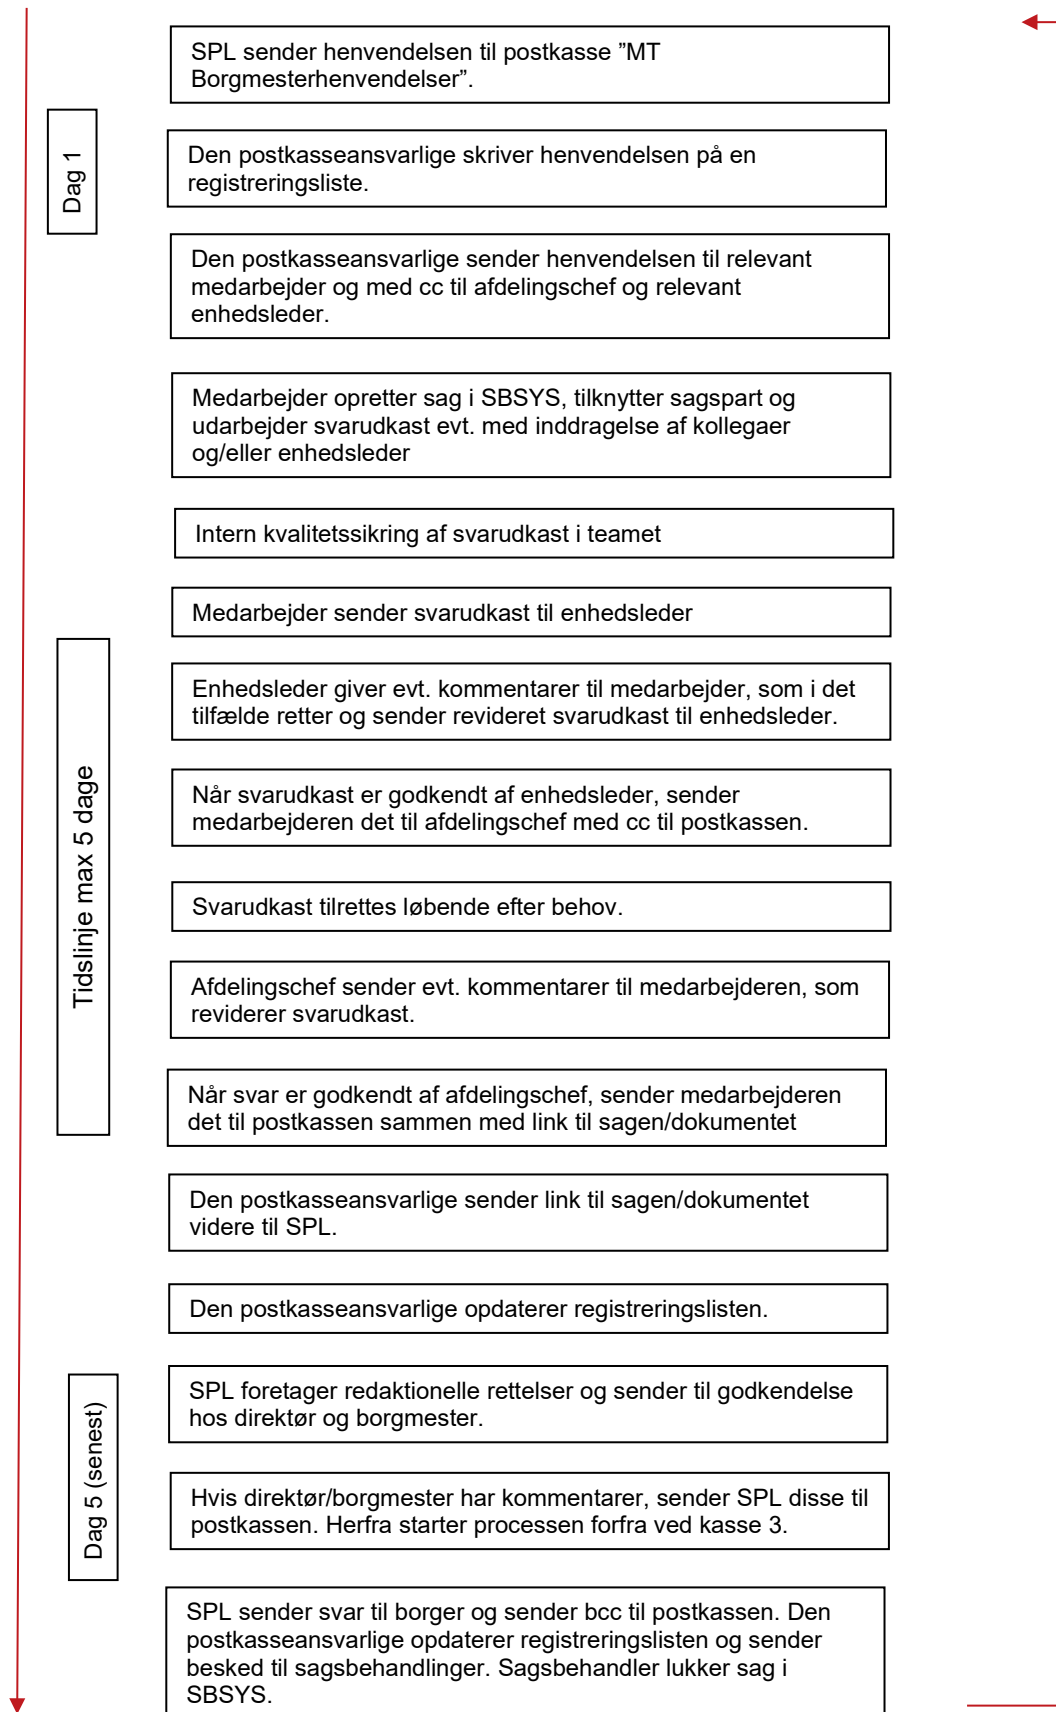 SPL sender henvendelsen til postkasse ”MT
Borgmesterhenvendelser”.
Dag 1
Den postkasseansvarlige skriver henvendelsen på en
registreringsliste.
Den postkasseansvarlige sender henvendelsen til relevant
medarbejder og med cc til afdelingschef og relevant
enhedsleder.
Medarbejder opretter sag i SBSYS, tilknytter sagspart og
udarbejder svarudkast evt. med inddragelse af kollegaer
og/eller enhedsleder
Intern kvalitetssikring af svarudkast i teamet
Medarbejder sender svarudkast til enhedsleder
Tidslinje max 5 dage
Enhedsleder giver evt. kommentarer til medarbejder, som i det
tilfælde retter og sender revideret svarudkast til enhedsleder.
Når svarudkast er godkendt af enhedsleder, sender
medarbejderen det til afdelingschef med cc til postkassen.
Svarudkast tilrettes løbende efter behov.
Afdelingschef sender evt. kommentarer til medarbejderen, som
reviderer svarudkast.
Når svar er godkendt af afdelingschef, sender medarbejderen
det til postkassen sammen med link til sagen/dokumentet
Den postkasseansvarlige sender link til sagen/dokumentet
videre til SPL.
Den postkasseansvarlige opdaterer registreringslisten.
Dag 5 (senest)
SPL foretager redaktionelle rettelser og sender til godkendelse
hos direktør og borgmester.
Hvis direktør/borgmester har kommentarer, sender SPL disse til
postkassen. Herfra starter processen forfra ved kasse 3.
SPL sender svar til borger og sender bcc til postkassen. Den
postkasseansvarlige opdaterer registreringslisten og sender
besked til sagsbehandlinger. Sagsbehandler lukker sag i
SBSYS.